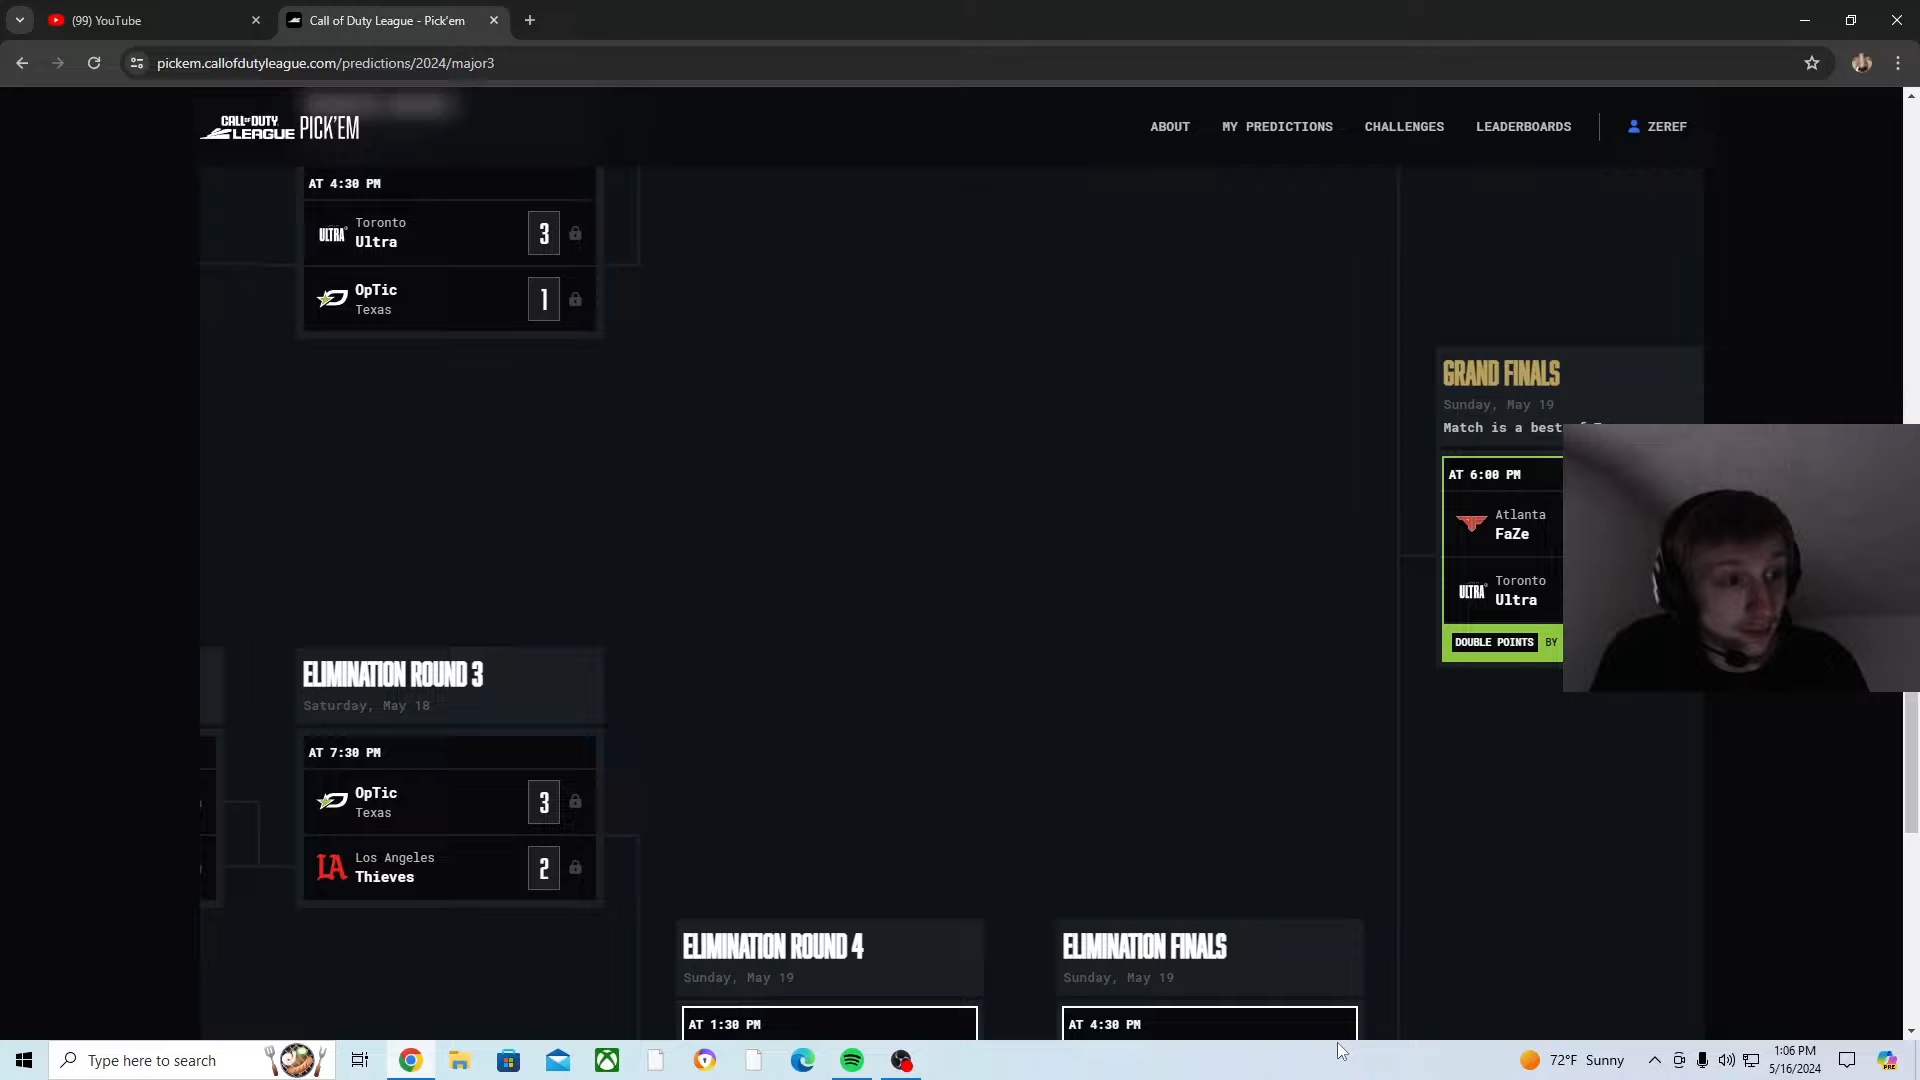 (99) YouTube
Call of Duty League - Pick'em
pickem.callofdutyleague.com/predictions/2024/major3
CALL OF DUTY
LEAGUE PICK'EM
ABOUT
MY PREDICTIONS
CHALLENGES
LEADERBOARDS
ZEREF
AT 4:30 PM
ULTRA
Toronto
Ultra
3
OpTic
Texas
1
GRAND FINALS
Sunday, May 19
Match is a best
AT 6:00 PM
Atlanta
FaZe
ULTRA
Toronto
Ultra
DOUBLE POINTS BY
ELIMINATION ROUND 3
Saturday, May 18
AT 7:30 PM
OpTic
Texas
3
LA
Los Angeles
Thieves
2
ELIMINATION ROUND 4
Sunday, May 19
AT 1:30 PM
ELIMINATION FINALS
Sunday, May 19
AT 4:30 PM
Type here to search
72°F Sunny
1:06 PM
5/16/2024
PRE